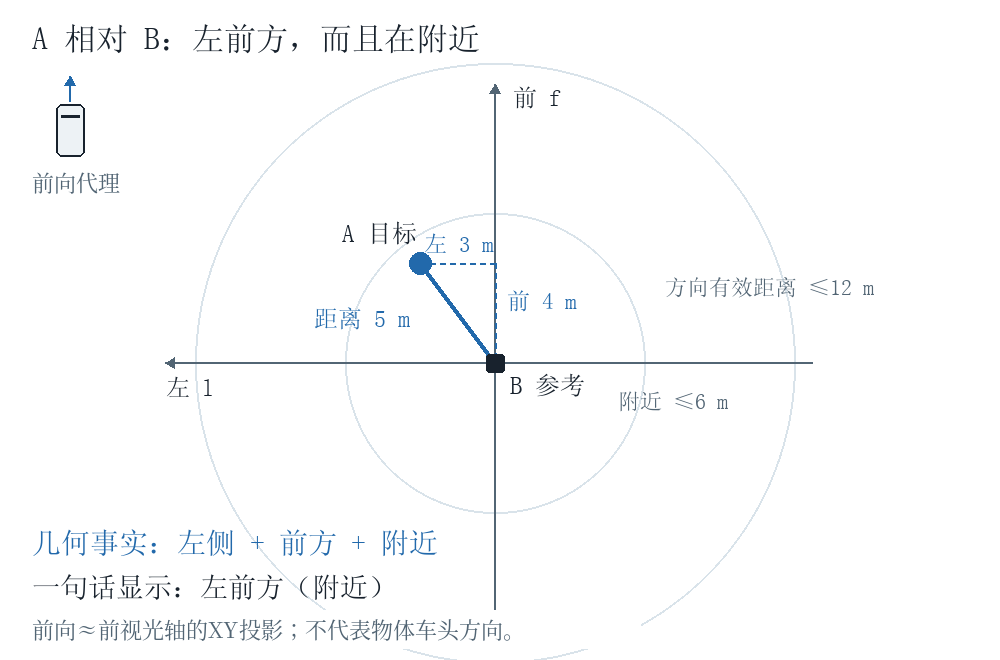 A 相对 B：左前方，而且在附近
前 f
前向代理
A 目标
左 3 m
方向有效距离 ≤12 m
前 4 m
距离 5 m
左 l
B 参考
附近 ≤6 m
几何事实：左侧 + 前方 + 附近
一句话显示：左前方（附近）
前向≈前视光轴的XY投影；不代表物体车头方向。